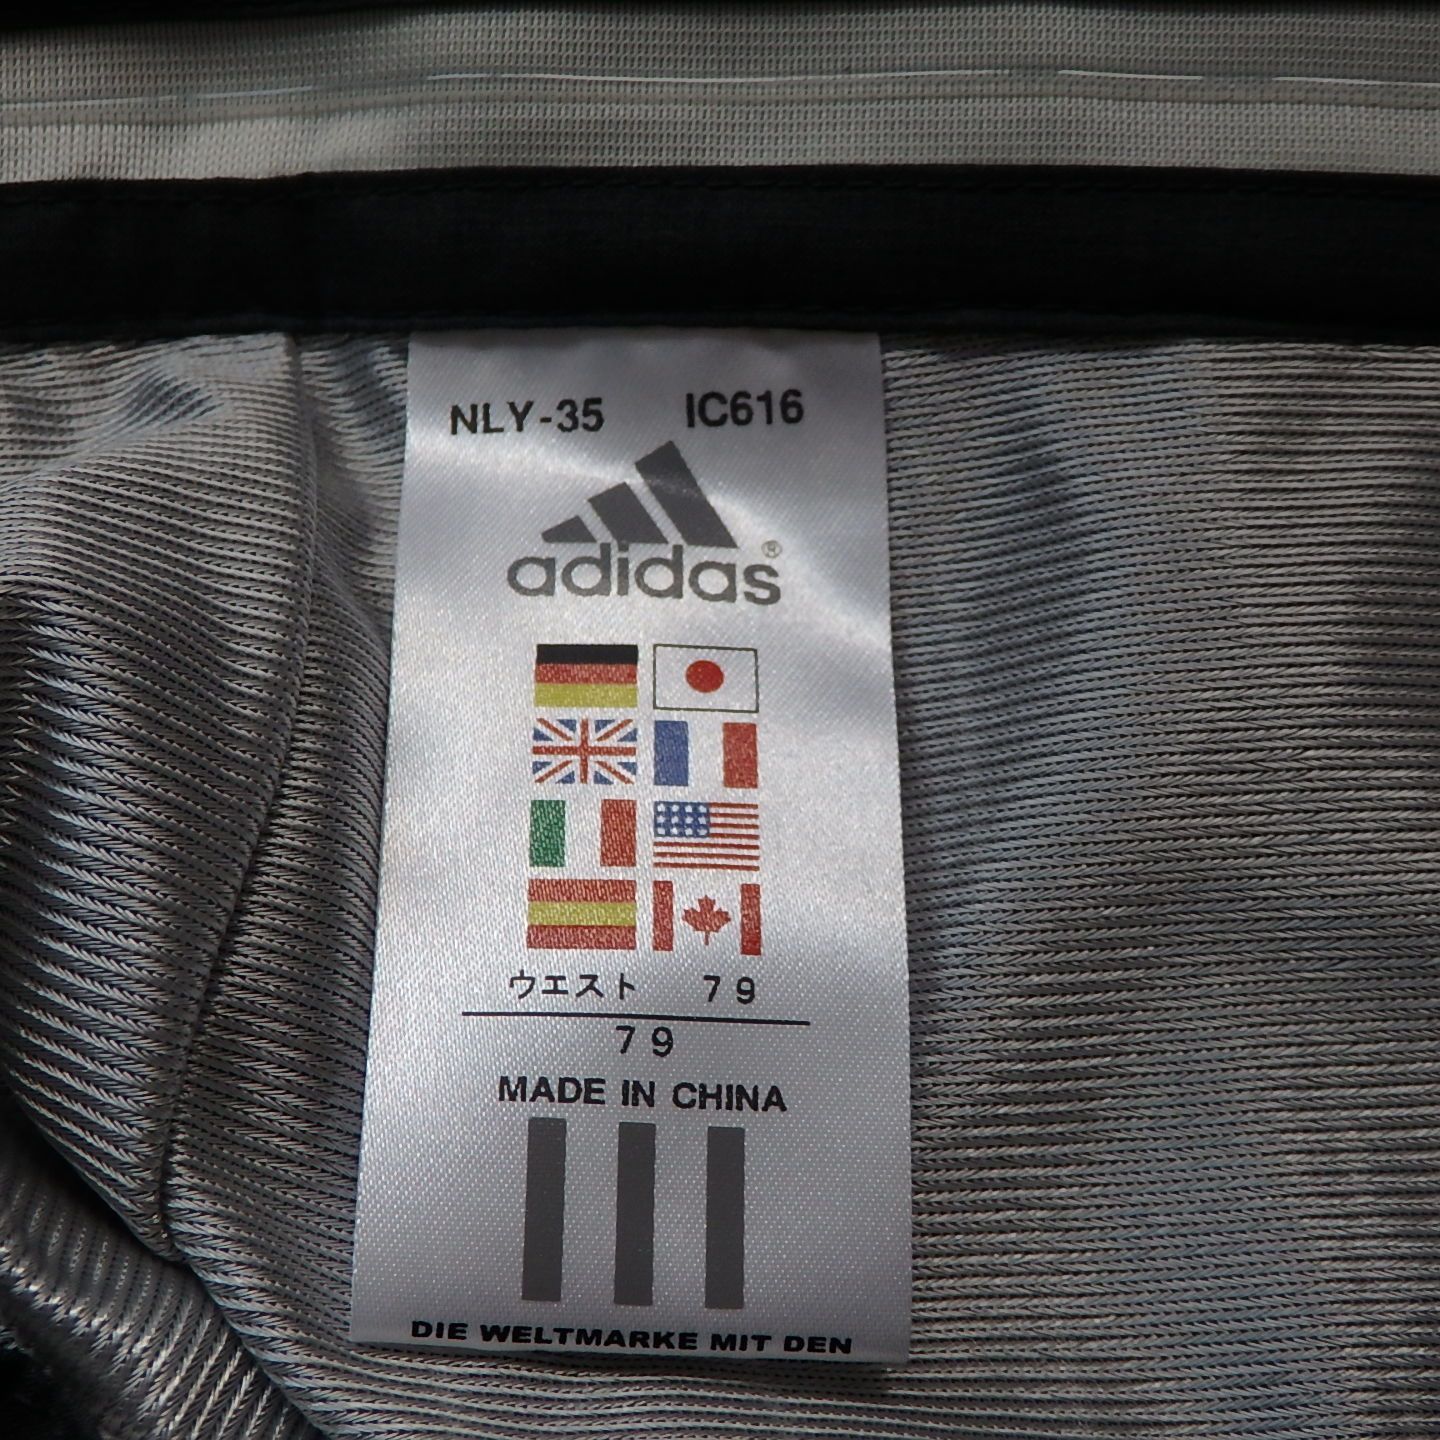 NLY-35 IC616
adidas®
ウエスト 79
79
MADE IN CHINA
DIE WELTMARKE MIT DEN